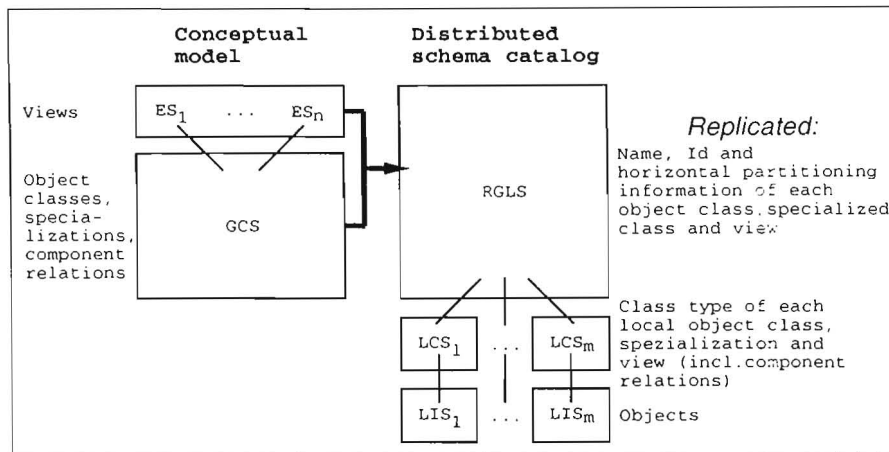 Conceptual model
Distributed schema catalog
Views
ES1 ... ESn
Object classes, specia- lizations, component relations
GCS
RGLS
Replicated:
Name, Id and
horizontal partitioning
information of each
object class,specialized
class and view
LCS1 ... LCSm
Class type of each
local object class,
spezialization and
view (incl.component
relations)
LIS1 ... LISm
Objects